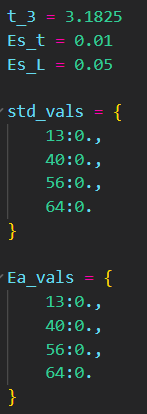 t_3 = 3.1825
Es_t = 0.01
Es_L = 0.05
std_vals = {
13:0.,
40:0.,
56:0.,
64:0.
}
Ea_vals = {
13:0.,
40:0.,
56:0.,
64:0.
}